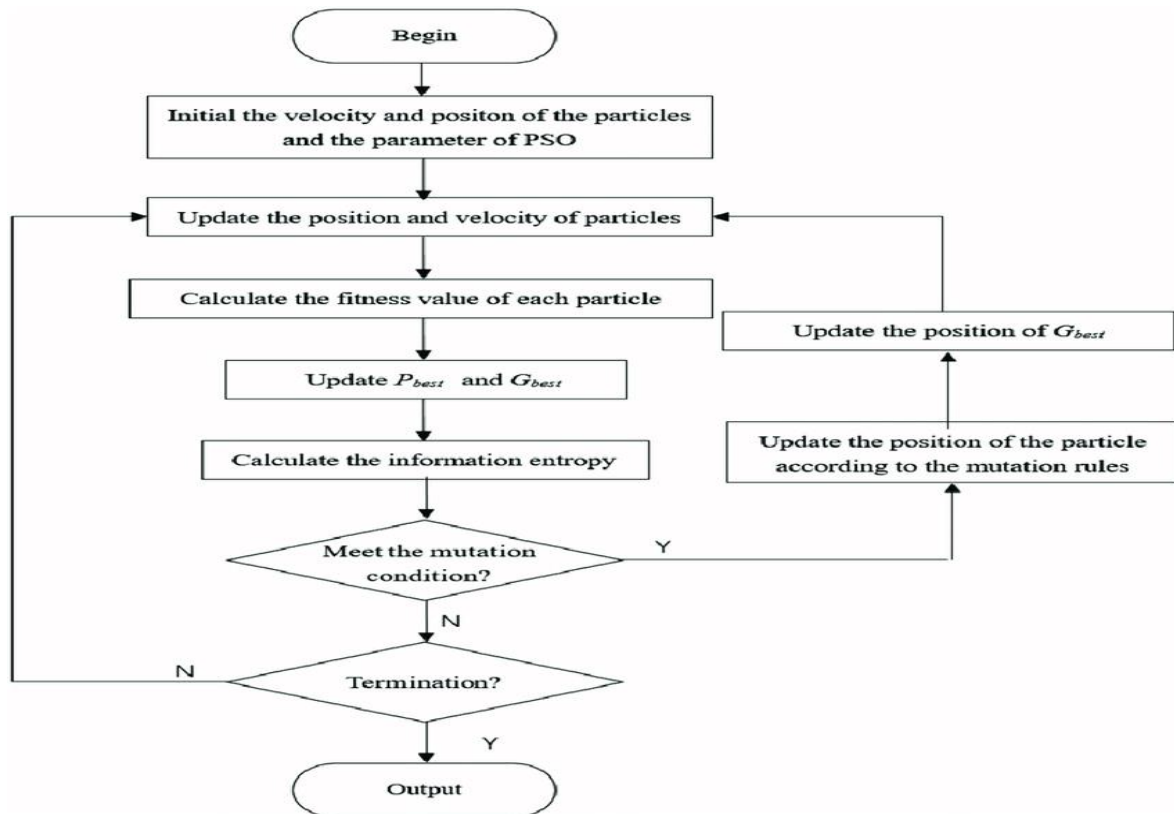 Begin
Initial the velocity and positon of the particles
and the parameter of PSO
Update the position and velocity of particles
Calculate the fitness value of each particle
Update the position of Gbest
Update Pbest and Gbest
Update the position of the particle
according to the mutation rules
Calculate the information entropy
Meet the mutation
condition?
Y
N
N
Termination?
Y
Output